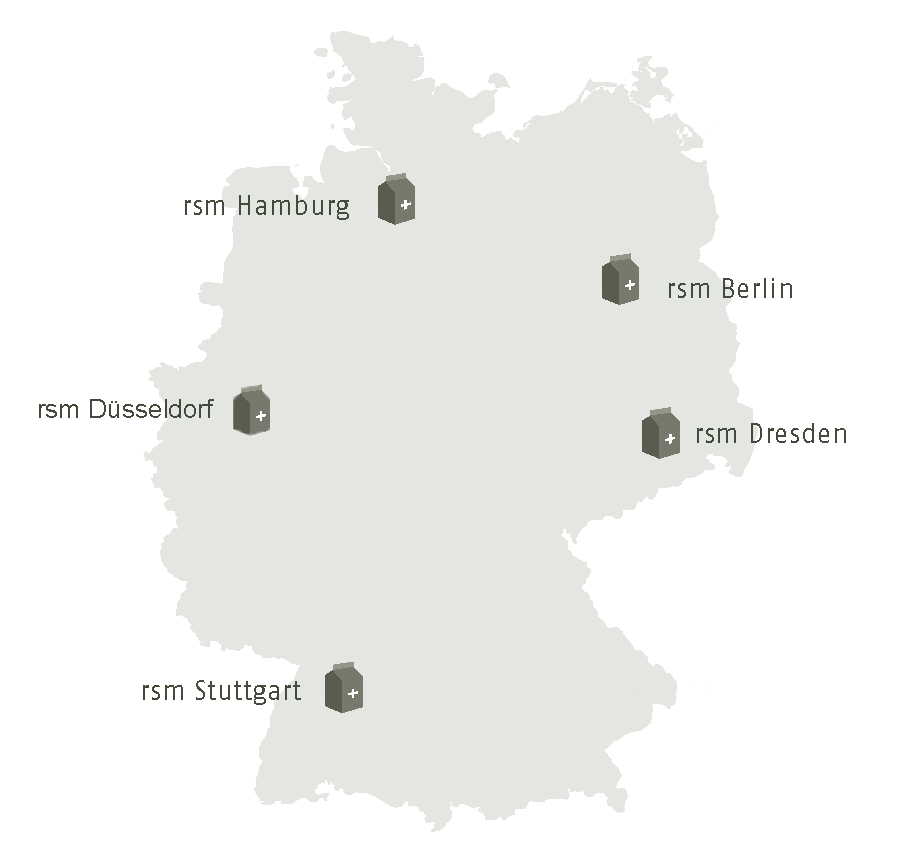 rsm Hamburg
rsm Berlin
rsm Düsseldorf
rsm Dresden
rsm Stuttgart